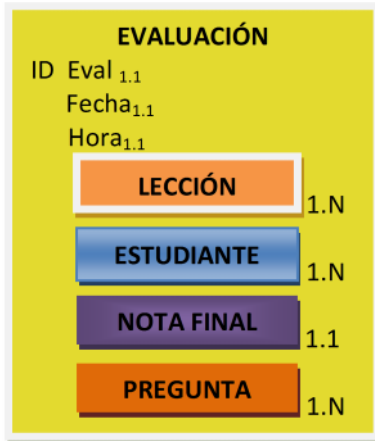 EVALUACIÓN
ID Eval 1.1
Fecha1.1
Hora1.1
LECCIÓN 1.N
ESTUDIANTE 1.N
NOTA FINAL 1.1
PREGUNTA 1.N